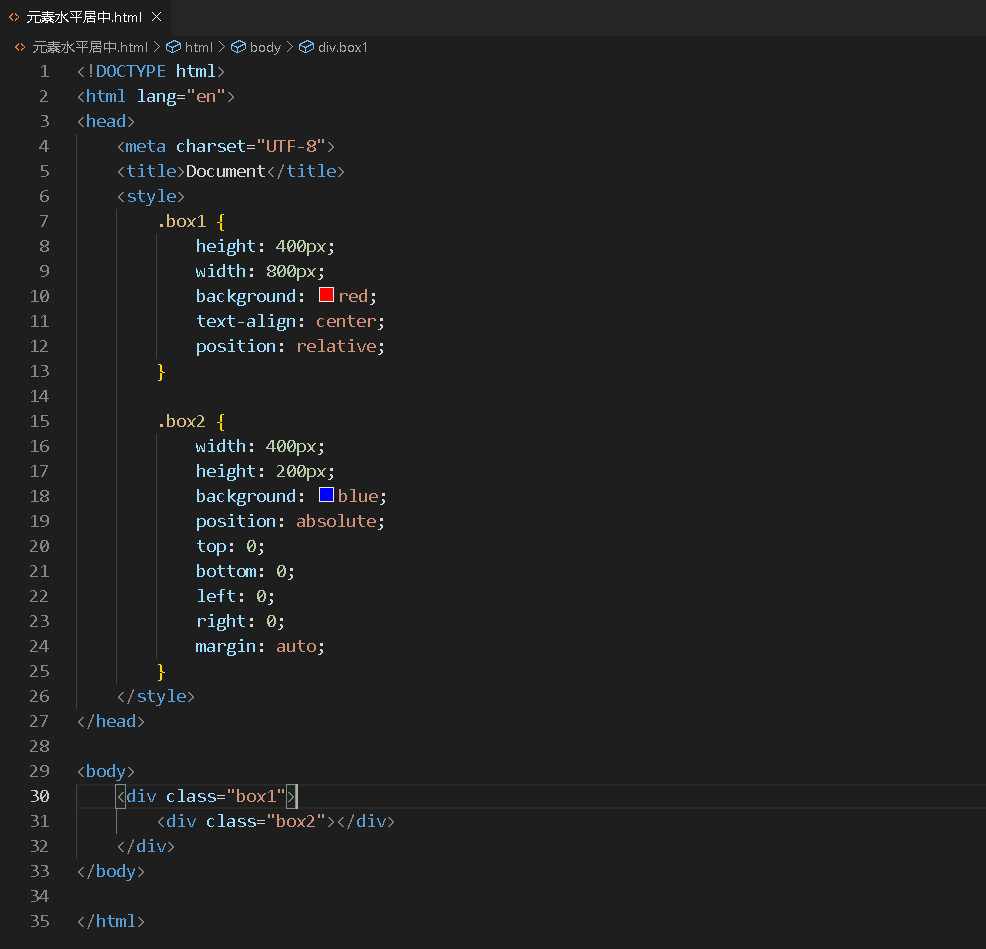 元素水平居中.html
元素水平居中.html > html > body > div.box1
1 <!DOCTYPE html>
2 <html lang="en">
3 <head>
4     <meta charset="UTF-8">
5     <title>Document</title>
6     <style>
7         .box1 {
8             height: 400px;
9             width: 800px;
10             background: red;
11             text-align: center;
12             position: relative;
13         }
14
15         .box2 {
16             width: 400px;
17             height: 200px;
18             background: blue;
19             position: absolute;
20             top: 0;
21             bottom: 0;
22             left: 0;
23             right: 0;
24             margin: auto;
25         }
26     </style>
27 </head>
28
29 <body>
30     <div class="box1">
31         <div class="box2"></div>
32     </div>
33 </body>
34
35 </html>